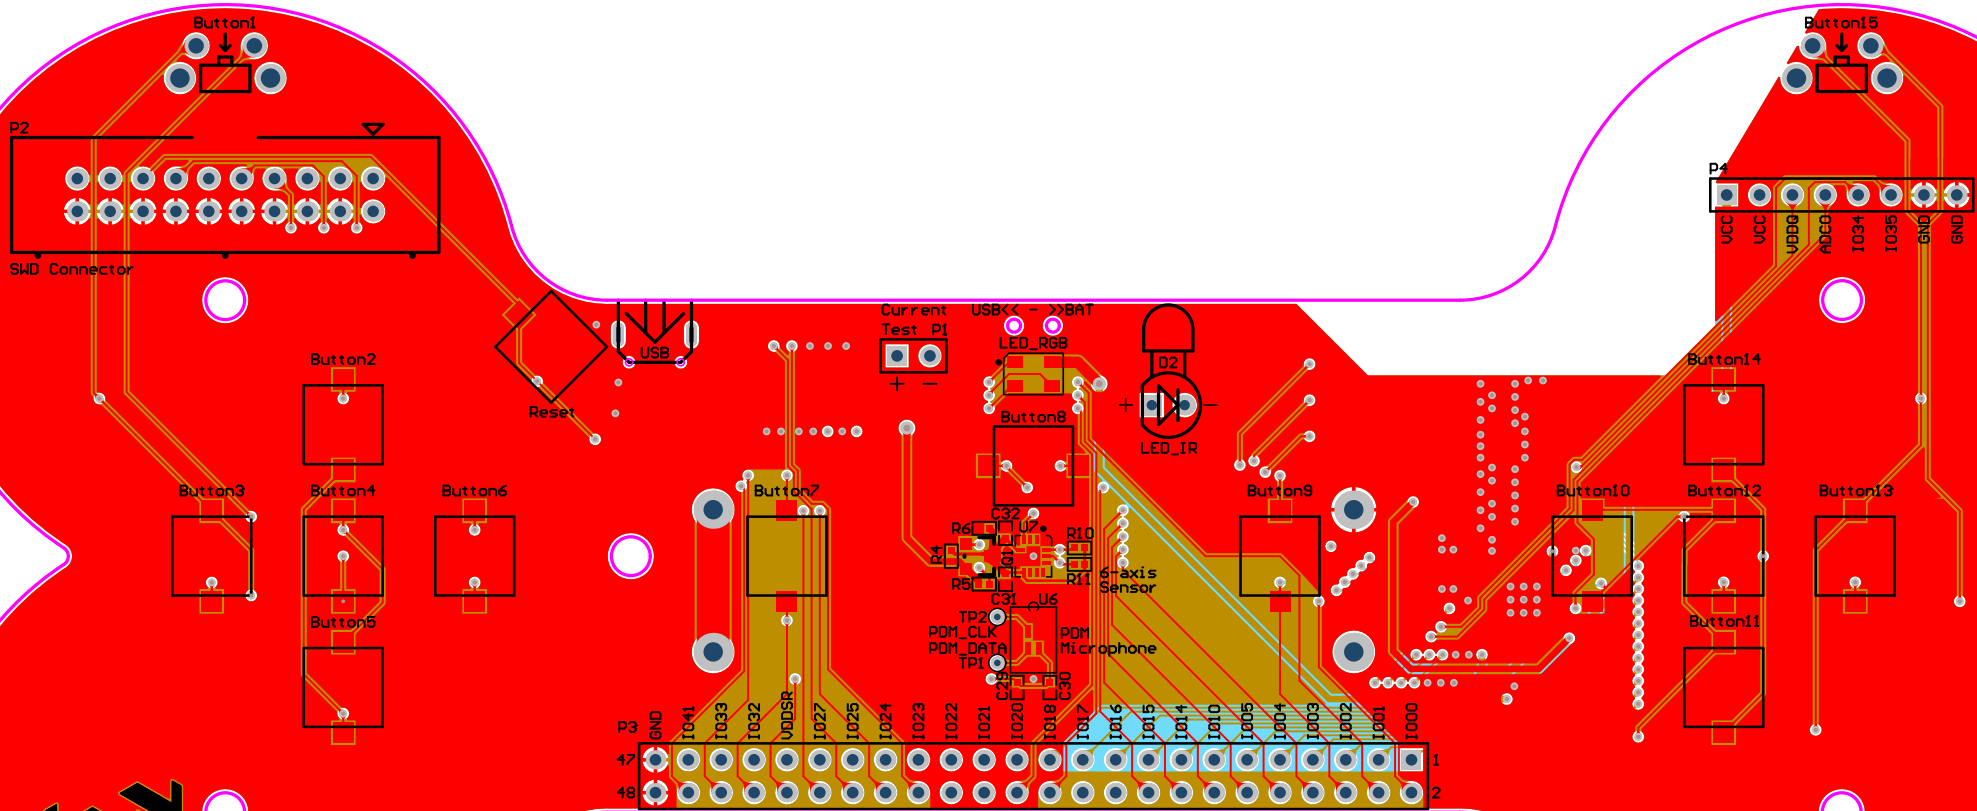 Button1
Button15
P2
P4
VCC
VCC
VDDQ
ADC0
IO34
IO35
GND
GND
SWD Connector
Current
Test P1
+ -
USB<< - >>BAT
LED_RGB
USB
D2
+ -
LED_IR
Reset
Button2
Button14
Button8
Button3
Button4
Button6
Button7
Button9
Button10
Button12
Button13
C32
R6
U7
R10
R4
Q1
R5
R11
6-axis
Sensor
C31
U6
TP2
PDM_CLK
PDM_DATA
TP1
PDM
Microphone
C29
C30
Button5
Button11
P3
GND
IO41
IO33
IO32
VDDSR
IO27
IO25
IO24
IO23
IO22
IO21
IO20
IO18
IO17
IO16
IO15
IO14
IO10
IO05
IO04
IO03
IO02
IO01
IO00
47
1
48
2